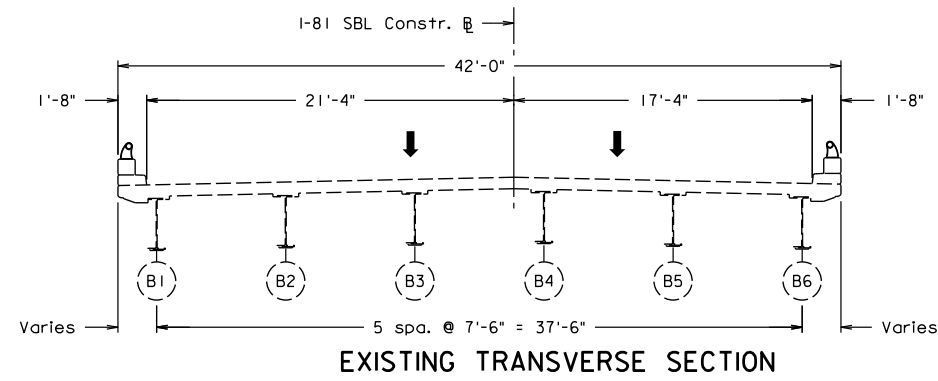 I-81 SBL Constr. ℄
42'-0"
1'-8"
21'-4"
17'-4"
1'-8"
B1
B2
B3
B4
B5
B6
Varies
5 spa. @ 7'-6" = 37'-6"
Varies
EXISTING TRANSVERSE SECTION